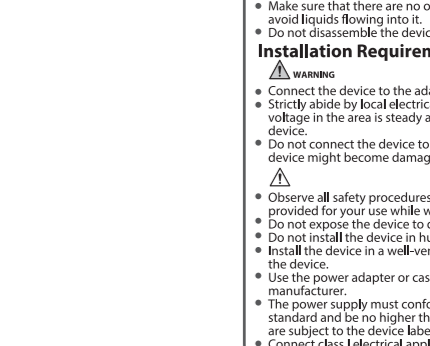 Make sure that there are no o
avoid liquids flowing into it.
Do not disassemble the devic
Installation Requiren
WARNING
Connect the device to the ada
Strictly abide by local electrica
voltage in the area is steady a
device.
Do not connect the device to
device might become damag
Observe all safety procedures
provided for your use while w
Do not expose the device to d
Do not install the device in hu
Install the device in a well-ver
the device.
Use the power adapter or cas
manufacturer.
The power supply must confo
standard and be no higher th
are subject to the device labe
Connect class I electrical appl